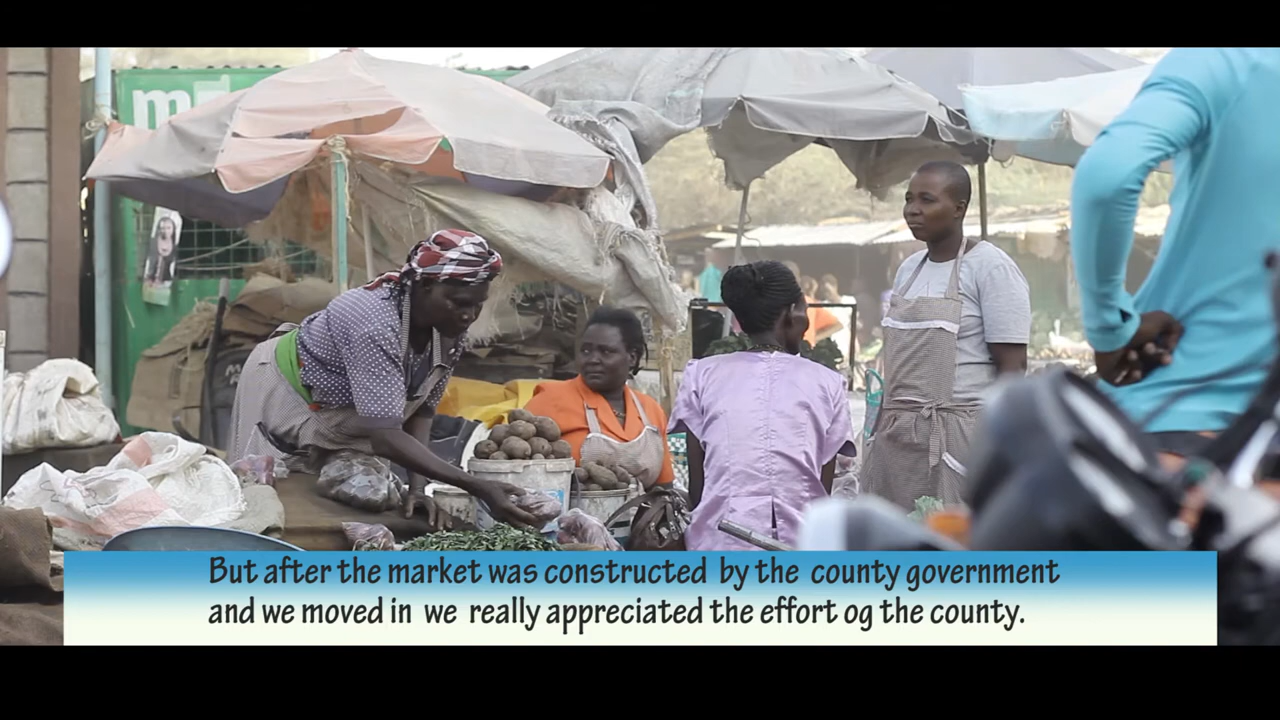 But after the market was constructed by the county government
and we moved in we really appreciated the effort og the county.